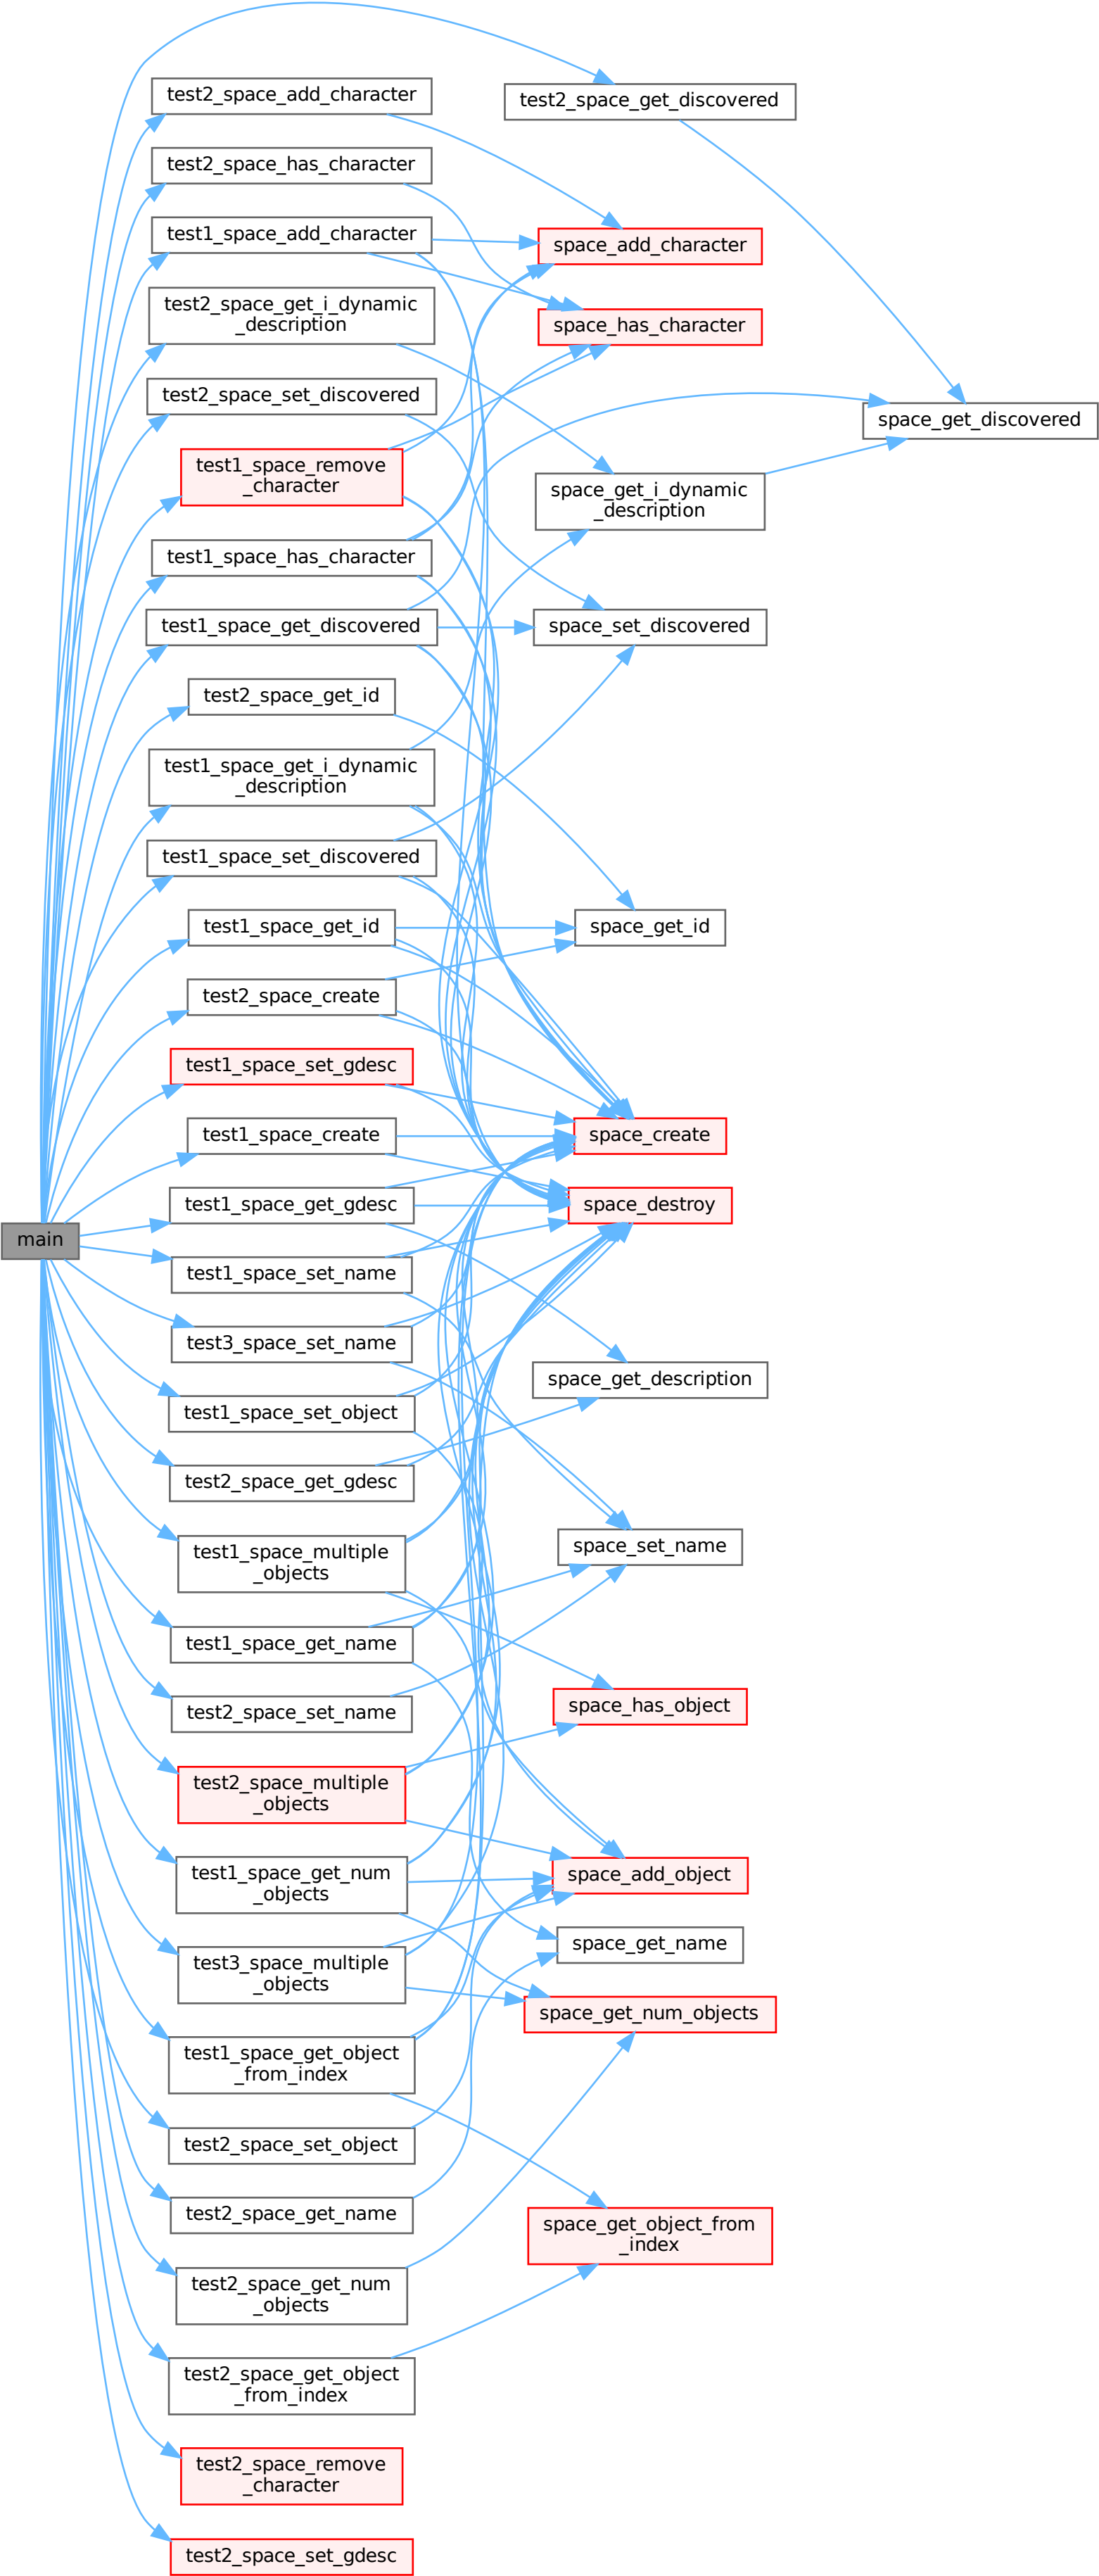 main
test2_space_add_character
test2_space_has_character
test1_space_add_character
test2_space_get_i_dynamic
_description
test2_space_set_discovered
test1_space_remove
_character
test1_space_has_character
test1_space_get_discovered
test2_space_get_id
test1_space_get_i_dynamic
_description
test1_space_set_discovered
test1_space_get_id
test2_space_create
test1_space_set_gdesc
test1_space_create
test1_space_get_gdesc
test1_space_set_name
test3_space_set_name
test1_space_set_object
test2_space_get_gdesc
test1_space_multiple
_objects
test1_space_get_name
test2_space_set_name
test2_space_multiple
_objects
test1_space_get_num
_objects
test3_space_multiple
_objects
test1_space_get_object
_from_index
test2_space_set_object
test2_space_get_name
test2_space_get_num
_objects
test2_space_get_object
_from_index
test2_space_remove
_character
test2_space_set_gdesc
test2_space_get_discovered
space_add_character
space_has_character
space_get_i_dynamic
_description
space_set_discovered
space_get_id
space_create
space_destroy
space_get_description
space_set_name
space_has_object
space_add_object
space_get_name
space_get_num_objects
space_get_object_from
_index
space_get_discovered